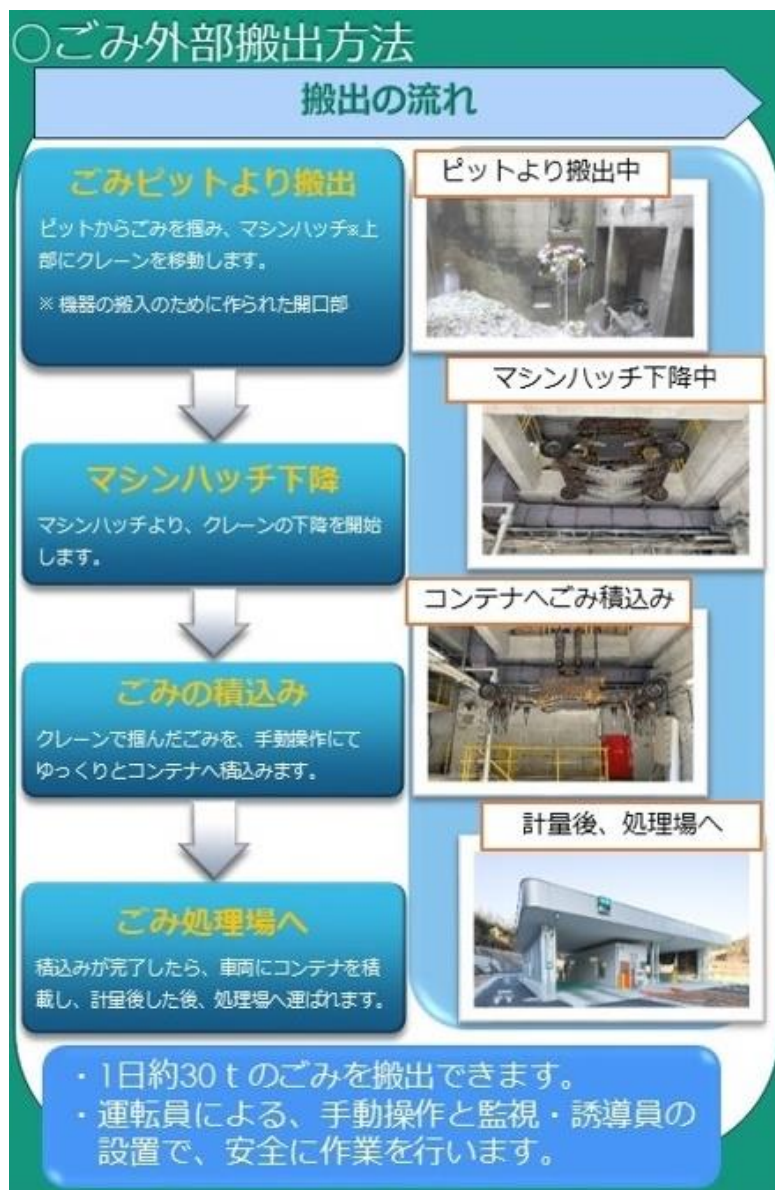 ○ごみ外部搬出方法
搬出の流れ
ごみピットより搬出
ピットからごみを掴み、マシンハッチ※上
部にクレーンを移動します。
※ 機器の搬入のために作られた開口部
ピットより搬出中
マシンハッチ下降
マシンハッチより、クレーンの下降を開始
します。
マシンハッチ下降中
ごみの積込み
クレーンで掴んだごみを、手動操作にて
ゆっくりとコンテナへ積込みます。
コンテナへごみ積込み
ごみ処理場へ
積込みが完了したら、車両にコンテナを積
載し、計量後した後、処理場へ運ばれます。
計量後、処理場へ
・1日約30ｔのごみを搬出できます。
・運転員による、手動操作と監視・誘導員の
設置で、安全に作業を行います。